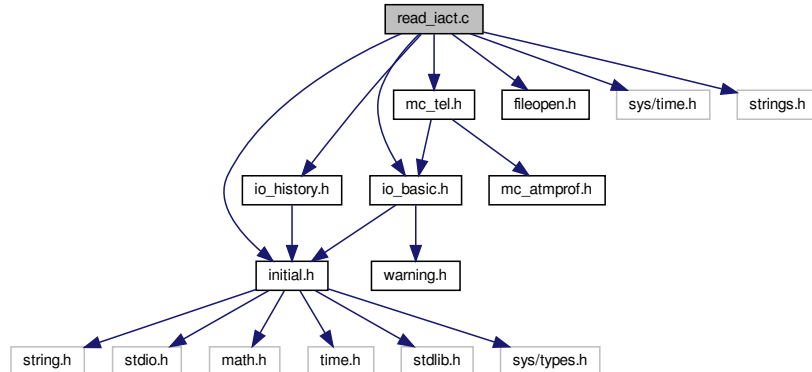 read_iact.c
mc_tel.h
fileopen.h
sys/time.h
strings.h
io_history.h
io_basic.h
mc_atmprof.h
initial.h
warning.h
string.h
stdio.h
math.h
time.h
stdlib.h
sys/types.h